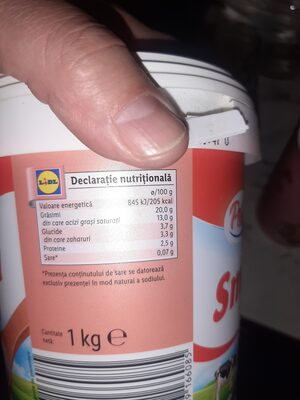 LIDL
Declarație nutrițională
ø/100 g
Valoare energetică 845 kJ/205 kcal
Grăsimi 20,0 g
din care acizi grași saturați 13,0 g
Glucide 3,7 g
din care zaharuri 3,3 g
Proteine 2,5 g
Sare* 0,07 g
*Prezența conținutului de sare se datorează
exclusiv prezenței în mod natural a sodiului.
Cantitate
netă: 1 kg e